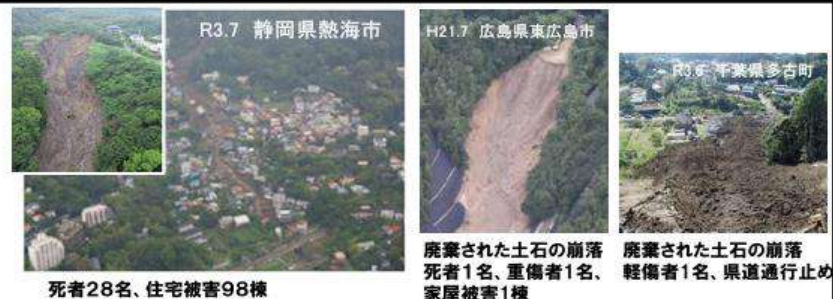 R3.7 静岡県熱海市
死者28名、住宅被害98棟
H21.7 広島県東広島市
廃棄された土石の崩落
死者1名、重傷者1名、
家屋被害1棟
R3.6 千葉県多古町
廃棄された土石の崩落
軽傷者1名、県道通行止め